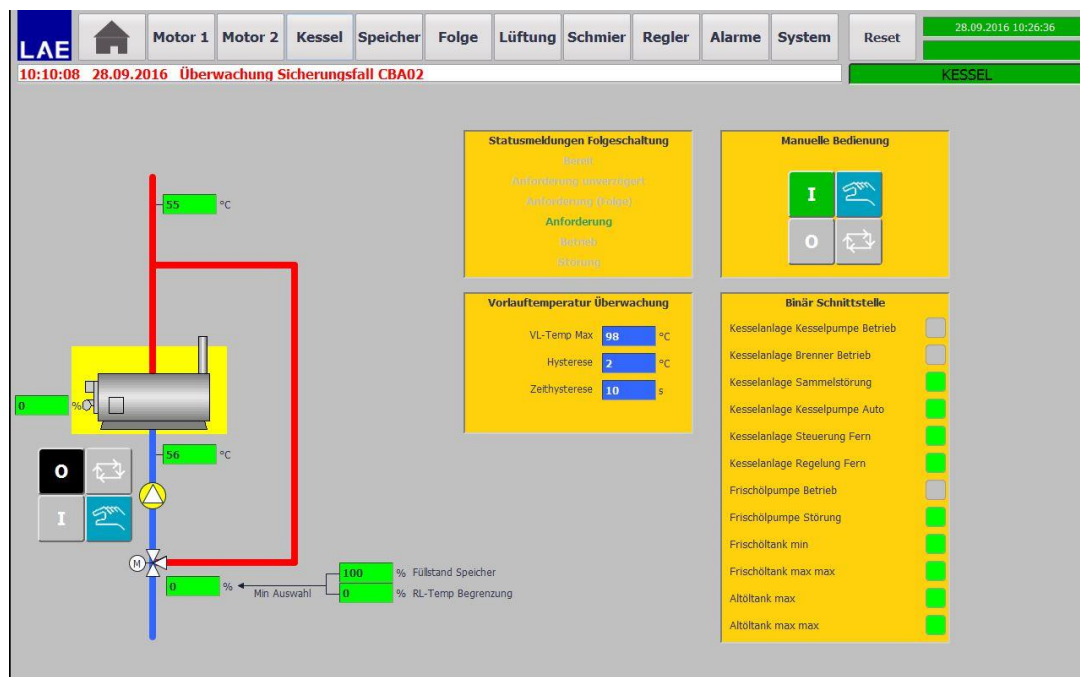 LAE
Motor 1 Motor 2 Kessel Speicher Folge Lüftung Schmier Regler Alarme System Reset
28.09.2016 10:26:36
10:10:08 28.09.2016 Überwachung Sicherungsfall CBA02
KESSEL
55 °C
0 %
56 °C
O
I
M
0 %
Min Auswahl
100 % Füllstand Speicher
0 % RL-Temp Begrenzung
Statusmeldungen Folgeschaltung
Bereit
Anforderung unverzögert
Anforderung (Folge)
Anforderung
Betrieb
Störung
Vorlauftemperatur Überwachung
VL-Temp Max 98 °C
Hysterese 2 °C
Zeithysterese 10 s
Manuelle Bedienung
I
O
Binär Schnittstelle
Kesselanlage Kesselpumpe Betrieb
Kesselanlage Brenner Betrieb
Kesselanlage Sammelstörung
Kesselanlage Kesselpumpe Auto
Kesselanlage Steuerung Fern
Kesselanlage Regelung Fern
Frischölpumpe Betrieb
Frischölpumpe Störung
Frischöltank min
Frischöltank max max
Altöltank max
Altöltank max max